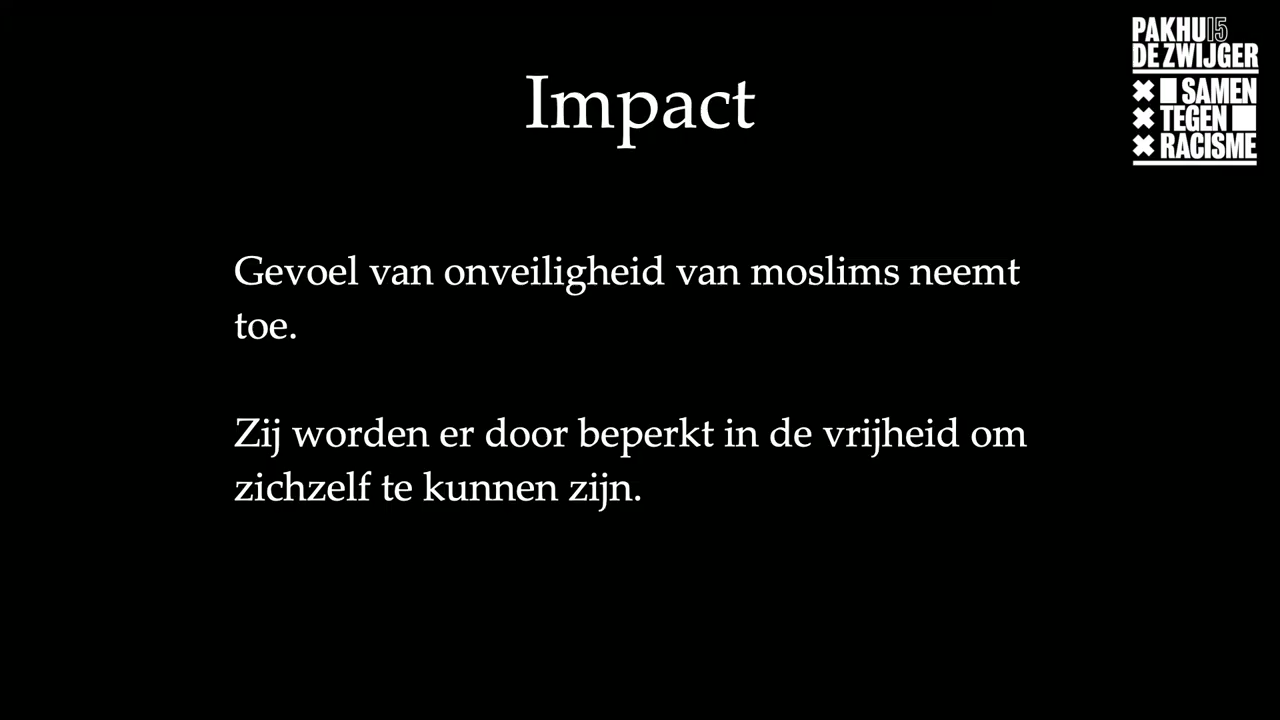 Impact
Gevoel van onveiligheid van moslims neemt
toe.
Zij worden er door beperkt in de vrijheid om
zichzelf te kunnen zijn.
PAKHU15
DE ZWIJGER
SAMEN
TEGEN
RACISME